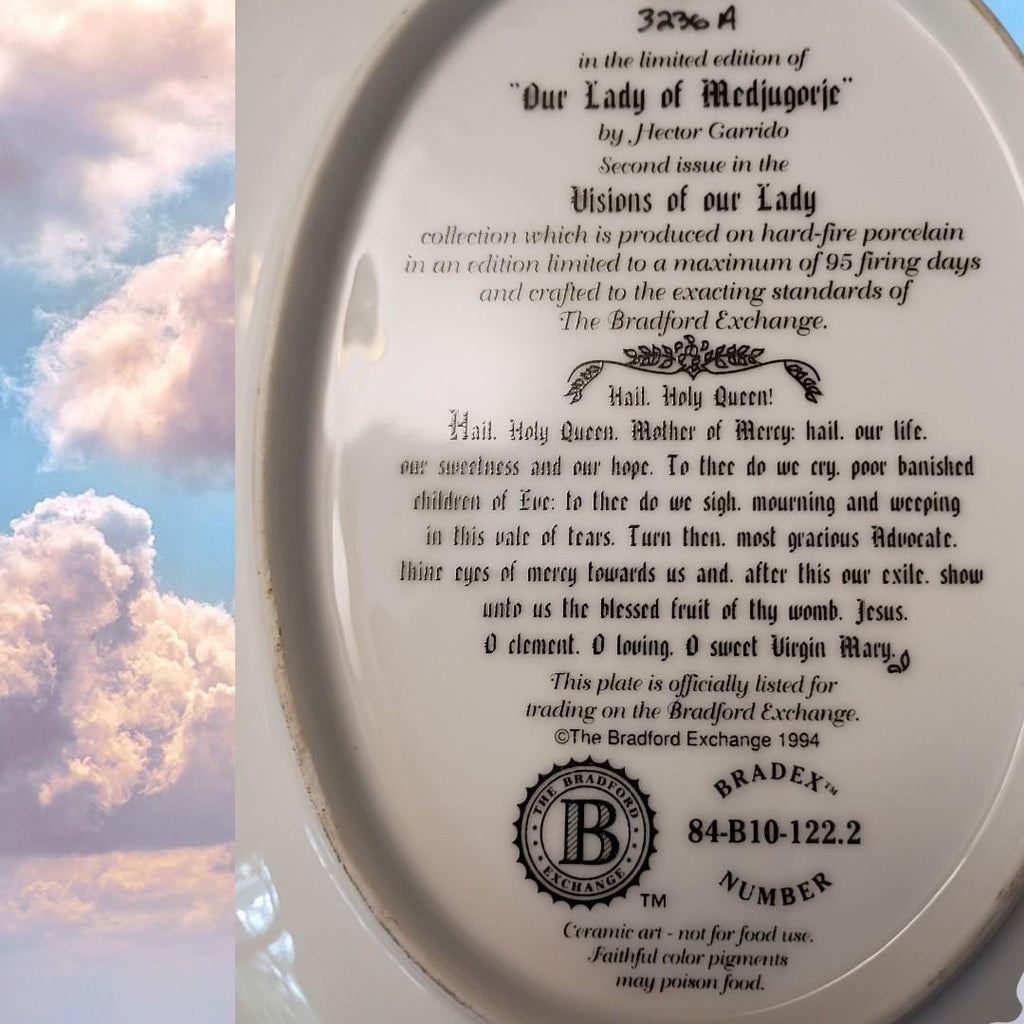 3236 A
in the limited edition of
"Our Lady of Medjugorje"
by Hector Garrido
Second issue in the
Visions of our Lady
collection which is produced on hard-fire porcelain
in an edition limited to a maximum of 95 firing days
and crafted to the exacting standards of
The Bradford Exchange.
Hail, Holy Queen!
Hail, Holy Queen, Mother of Mercy: hail, our life,
our sweetness and our hope. To thee do we cry, poor banished
children of Eve: to thee do we sigh, mourning and weeping
in this vale of tears. Turn then, most gracious Advocate,
thine eyes of mercy towards us and, after this our exile, show
unto us the blessed fruit of thy womb, Jesus.
O clement, O loving, O sweet Virgin Mary.
This plate is officially listed for
trading on the Bradford Exchange.
©The Bradford Exchange 1994
THE BRADFORD
B
EXCHANGE
TM
BRADEX™
84-B10-122.2
NUMBER
Ceramic art - not for food use.
Faithful color pigments
may poison food.